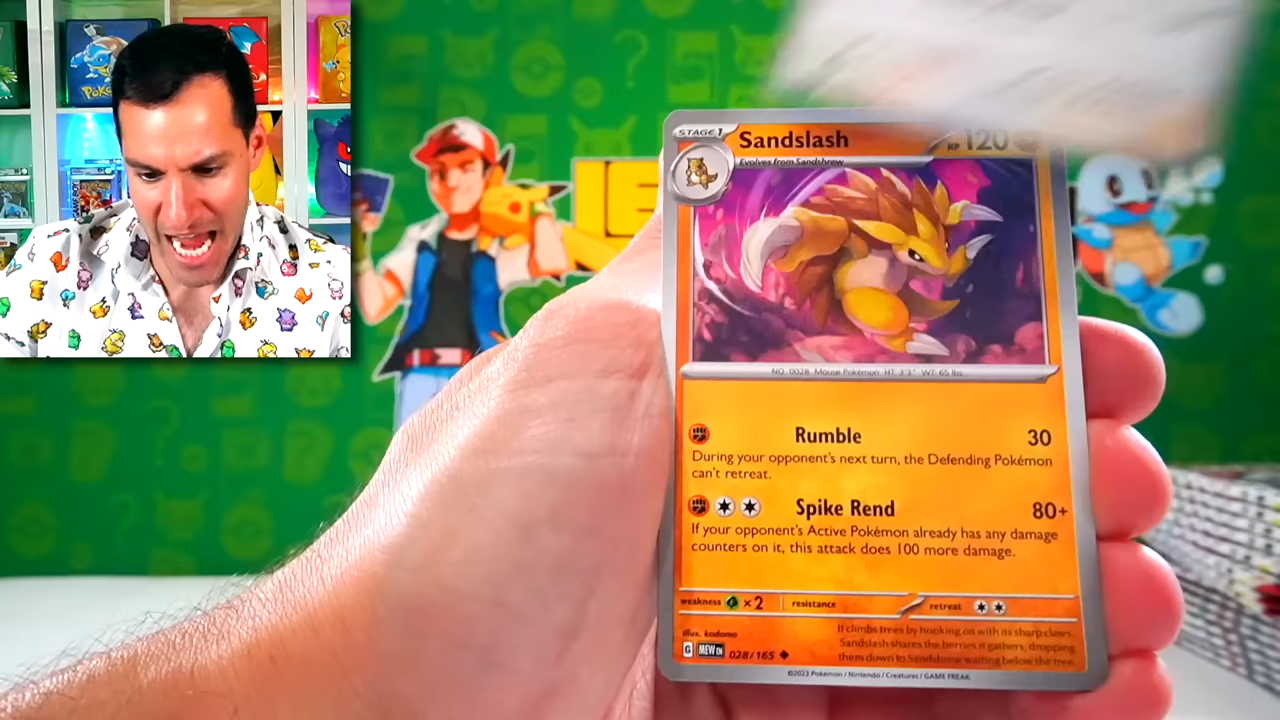 STAGE 1
Sandslash
HP 120
Evolves from Sandshrew
NO. 0028 Mouse Pokémon HT: 3'3" WT: 65 lbs
Rumble 30
During your opponent's next turn, the Defending Pokémon
can't retreat.
Spike Rend 80+
If your opponent's Active Pokémon already has any damage
counters on it, this attack does 100 more damage.
weakness ×2 resistance retreat
illus. kodama
It climbs trees by hooking on with its sharp claws.
Sandslash shares the berries it gathers, dropping
them down to Sandshrew waiting below the tree.
G MEW EN 028/165
©2023 Pokémon / Nintendo / Creatures / GAME FREAK